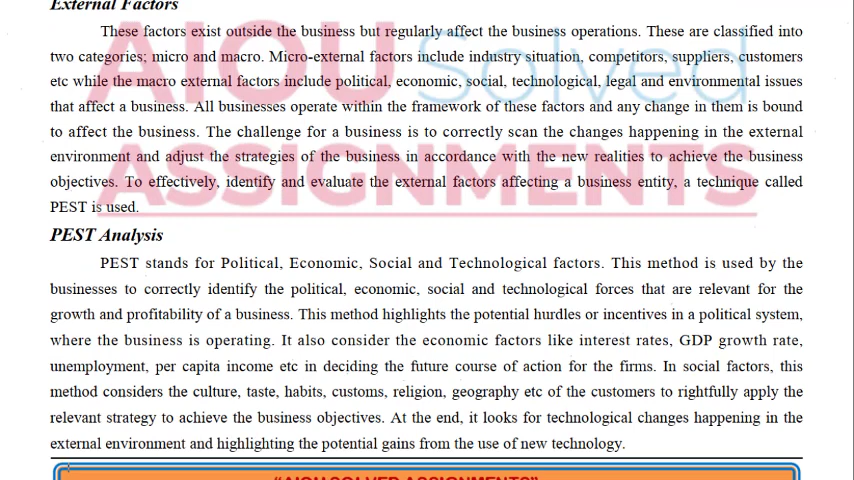 External Factors
These factors exist outside the business but regularly affect the business operations. These are classified into
two categories; micro and macro. Micro-external factors include industry situation, competitors, suppliers, customers
etc while the macro external factors include political, economic, social, technological, legal and environmental issues
that affect a business. All businesses operate within the framework of these factors and any change in them is bound
to affect the business. The challenge for a business is to correctly scan the changes happening in the external
environment and adjust the strategies of the business in accordance with the new realities to achieve the business
objectives. To effectively, identify and evaluate the external factors affecting a business entity, a technique called
PEST is used.
AIOU Solved
ASSIGNMENTS
PEST Analysis
PEST stands for Political, Economic, Social and Technological factors. This method is used by the
businesses to correctly identify the political, economic, social and technological forces that are relevant for the
growth and profitability of a business. This method highlights the potential hurdles or incentives in a political system,
where the business is operating. It also consider the economic factors like interest rates, GDP growth rate,
unemployment, per capita income etc in deciding the future course of action for the firms. In social factors, this
method considers the culture, taste, habits, customs, religion, geography etc of the customers to rightfully apply the
relevant strategy to achieve the business objectives. At the end, it looks for technological changes happening in the
external environment and highlighting the potential gains from the use of new technology.
"AIOU SOLVED ASSIGNMENTS"